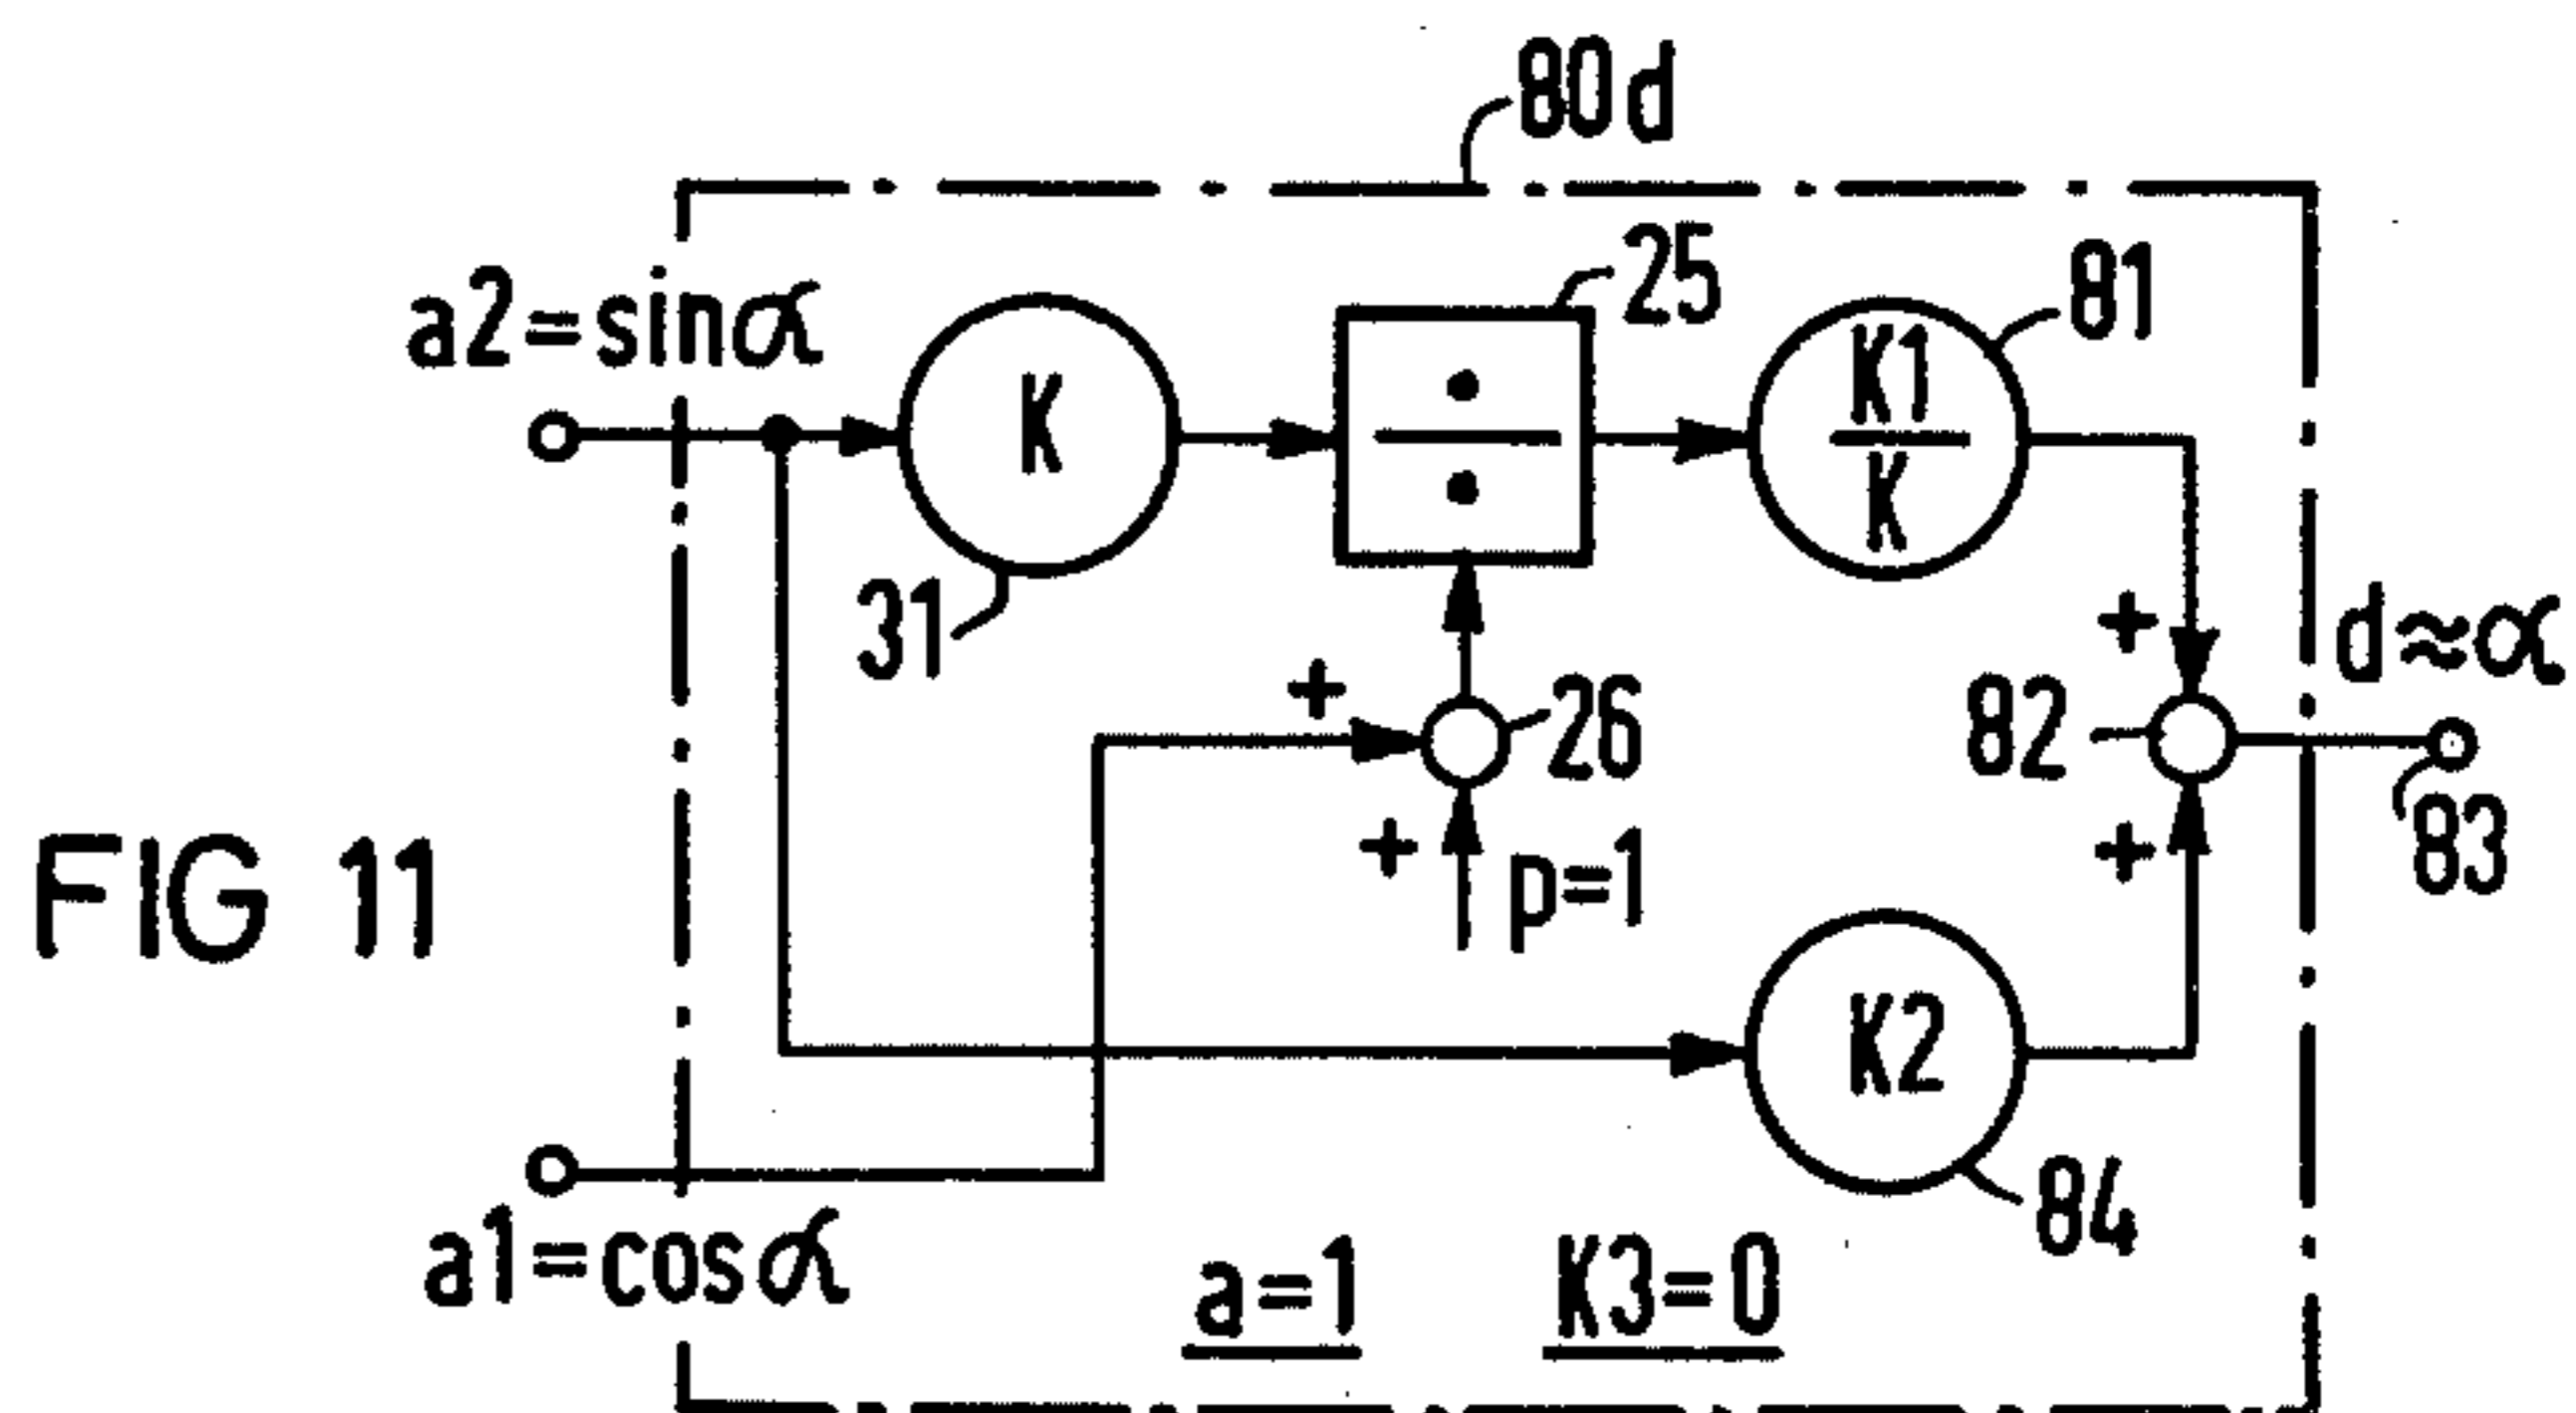 80d
25
81
a2=sinα
K
K1
K
31
+
26
+
p=1
+
82
d≈α
83
+
FIG 11
K2
84
a1=cosα
a=1
K3=0